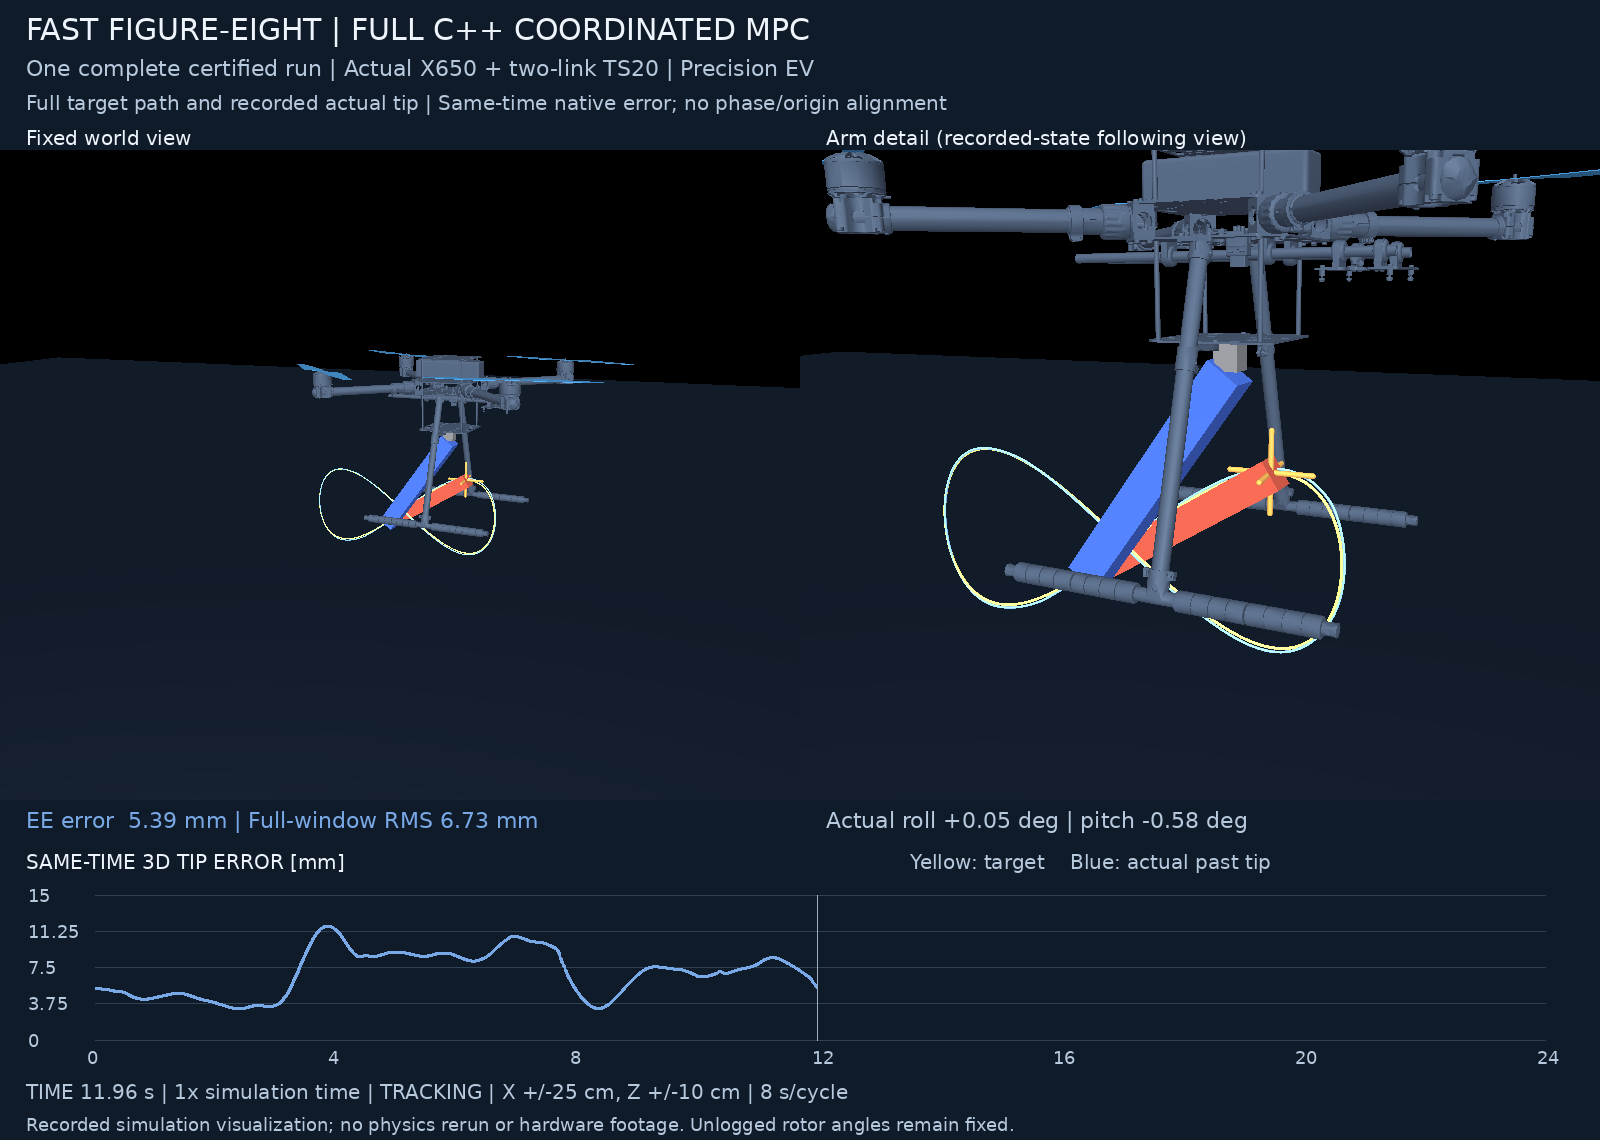 FAST FIGURE-EIGHT | FULL C++ COORDINATED MPC
One complete certified run | Actual X650 + two-link TS20 | Precision EV
Full target path and recorded actual tip | Same-time native error; no phase/origin alignment
Fixed world view
Arm detail (recorded-state following view)
EE error  5.39 mm | Full-window RMS 6.73 mm
Actual roll +0.05 deg | pitch -0.58 deg
SAME-TIME 3D TIP ERROR [mm]
Yellow: target    Blue: actual past tip
15
11.25
7.5
3.75
0
0 4 8 12 16 20 24
TIME 11.96 s | 1x simulation time | TRACKING | X +/-25 cm, Z +/-10 cm | 8 s/cycle
Recorded simulation visualization; no physics rerun or hardware footage. Unlogged rotor angles remain fixed.